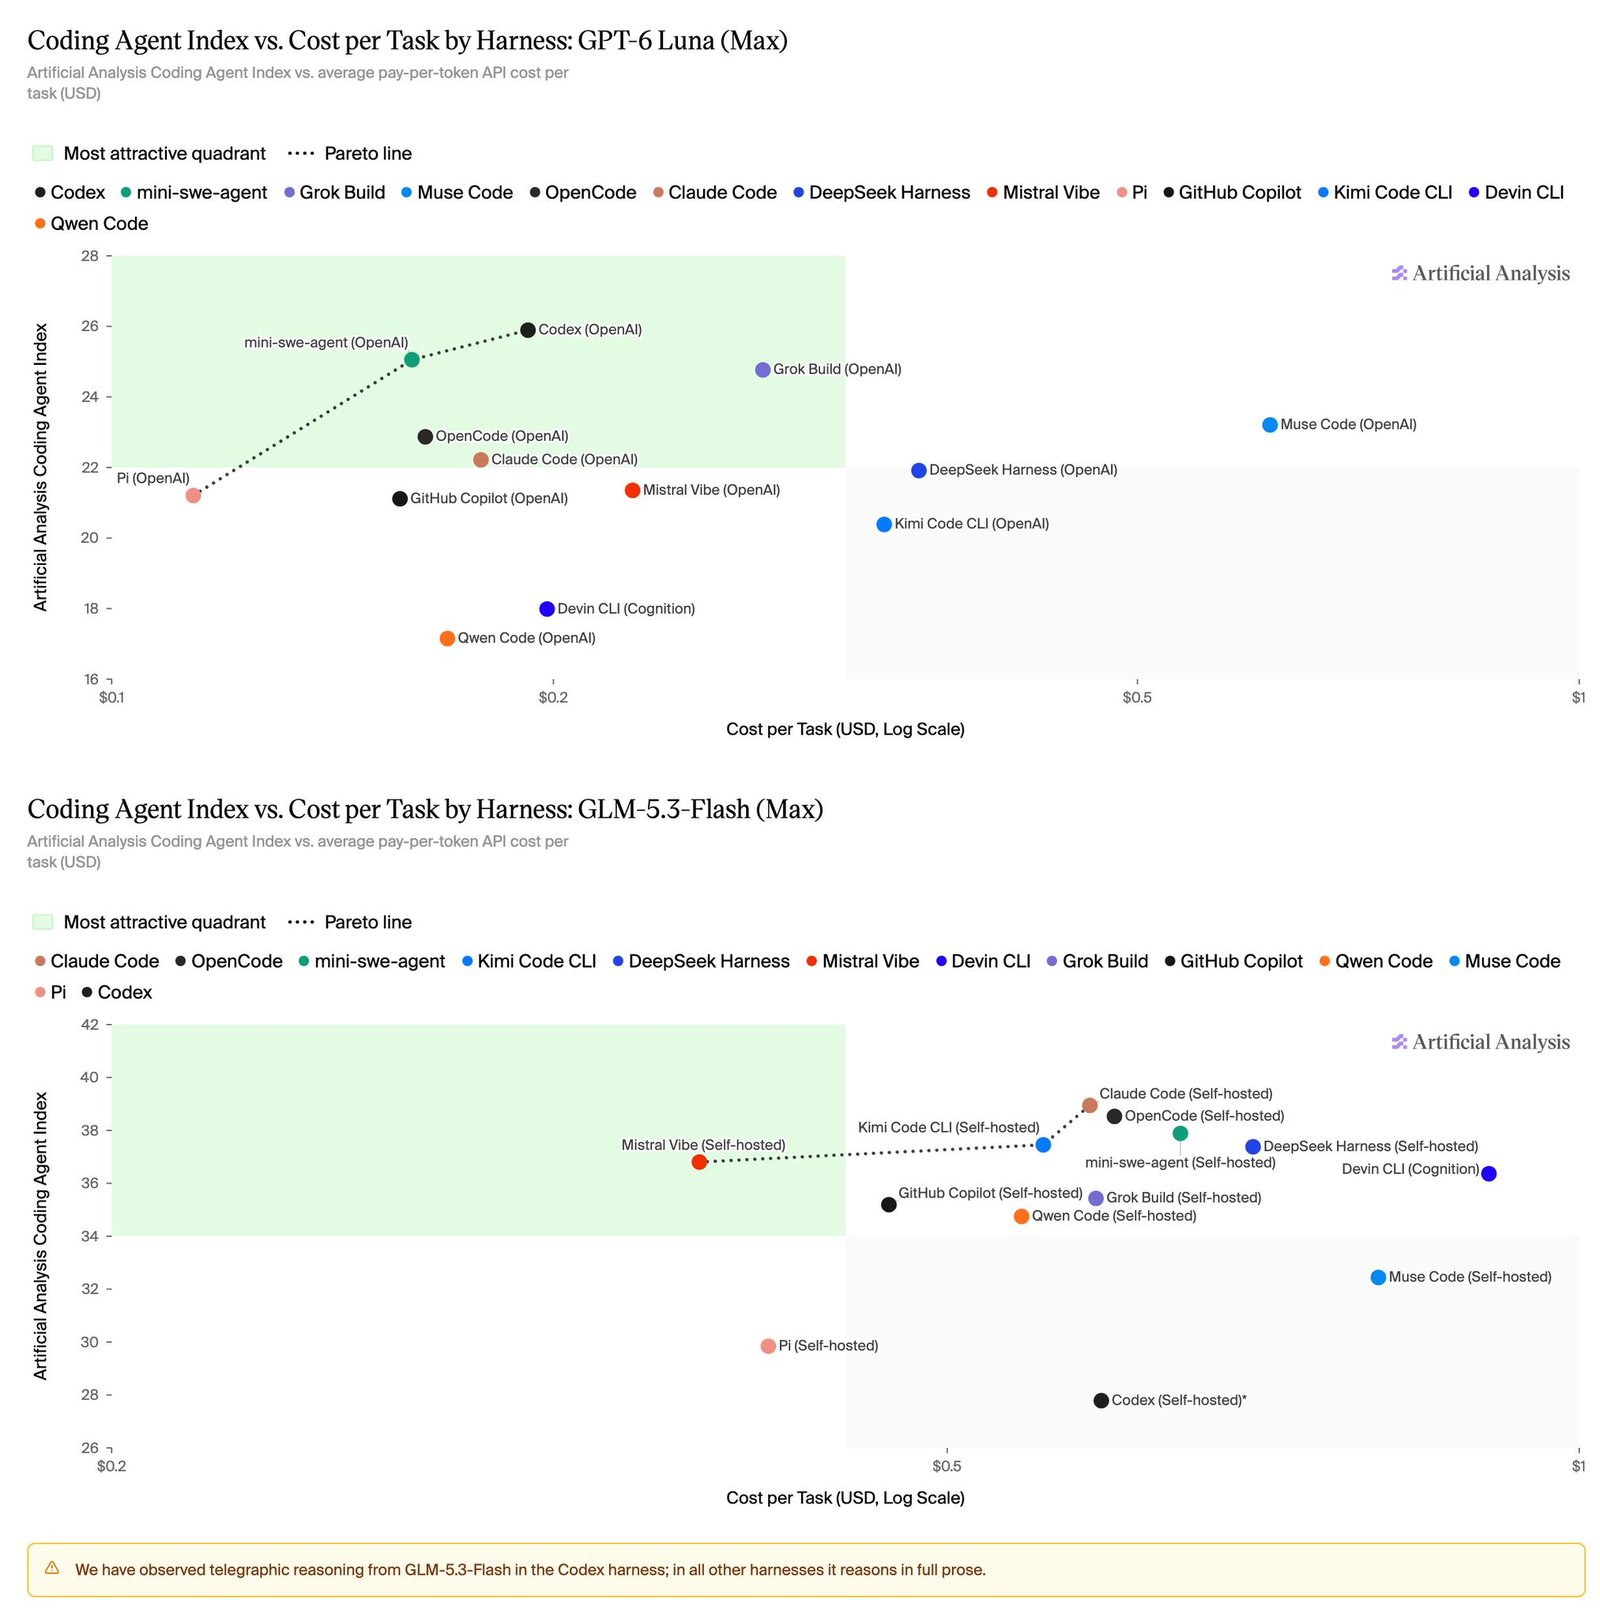 Coding Agent Index vs. Cost per Task by Harness: GPT-6 Luna (Max)
Artificial Analysis Coding Agent Index vs. average pay-per-token API cost per
task (USD)
Most attractive quadrant
Pareto line
Codex
mini-swe-agent
Grok Build
Muse Code
OpenCode
Claude Code
DeepSeek Harness
Mistral Vibe
Pi
GitHub Copilot
Kimi Code CLI
Devin CLI
Qwen Code
28
Artificial Analysis
26
Codex (OpenAI)
mini-swe-agent (OpenAI)
Grok Build (OpenAI)
24
Muse Code (OpenAI)
OpenCode (OpenAI)
Claude Code (OpenAI)
22
DeepSeek Harness (OpenAI)
Pi (OpenAI)
Mistral Vibe (OpenAI)
GitHub Copilot (OpenAI)
Kimi Code CLI (OpenAI)
20
18
Devin CLI (Cognition)
Qwen Code (OpenAI)
16
Artificial Analysis Coding Agent Index
$0.1
$0.2
$0.5
$1
Cost per Task (USD, Log Scale)
Coding Agent Index vs. Cost per Task by Harness: GLM-5.3-Flash (Max)
Artificial Analysis Coding Agent Index vs. average pay-per-token API cost per
task (USD)
Most attractive quadrant
Pareto line
Claude Code
OpenCode
mini-swe-agent
Kimi Code CLI
DeepSeek Harness
Mistral Vibe
Devin CLI
Grok Build
GitHub Copilot
Qwen Code
Muse Code
Pi
Codex
42
Artificial Analysis
40
Claude Code (Self-hosted)
OpenCode (Self-hosted)
38
Kimi Code CLI (Self-hosted)
Mistral Vibe (Self-hosted)
DeepSeek Harness (Self-hosted)
mini-swe-agent (Self-hosted)
Devin CLI (Cognition)
36
GitHub Copilot (Self-hosted)
Grok Build (Self-hosted)
Qwen Code (Self-hosted)
34
32
Muse Code (Self-hosted)
30
Pi (Self-hosted)
28
Codex (Self-hosted)*
26
Artificial Analysis Coding Agent Index
$0.2
$0.5
$1
Cost per Task (USD, Log Scale)
We have observed telegraphic reasoning from GLM-5.3-Flash in the Codex harness; in all other harnesses it reasons in full prose.